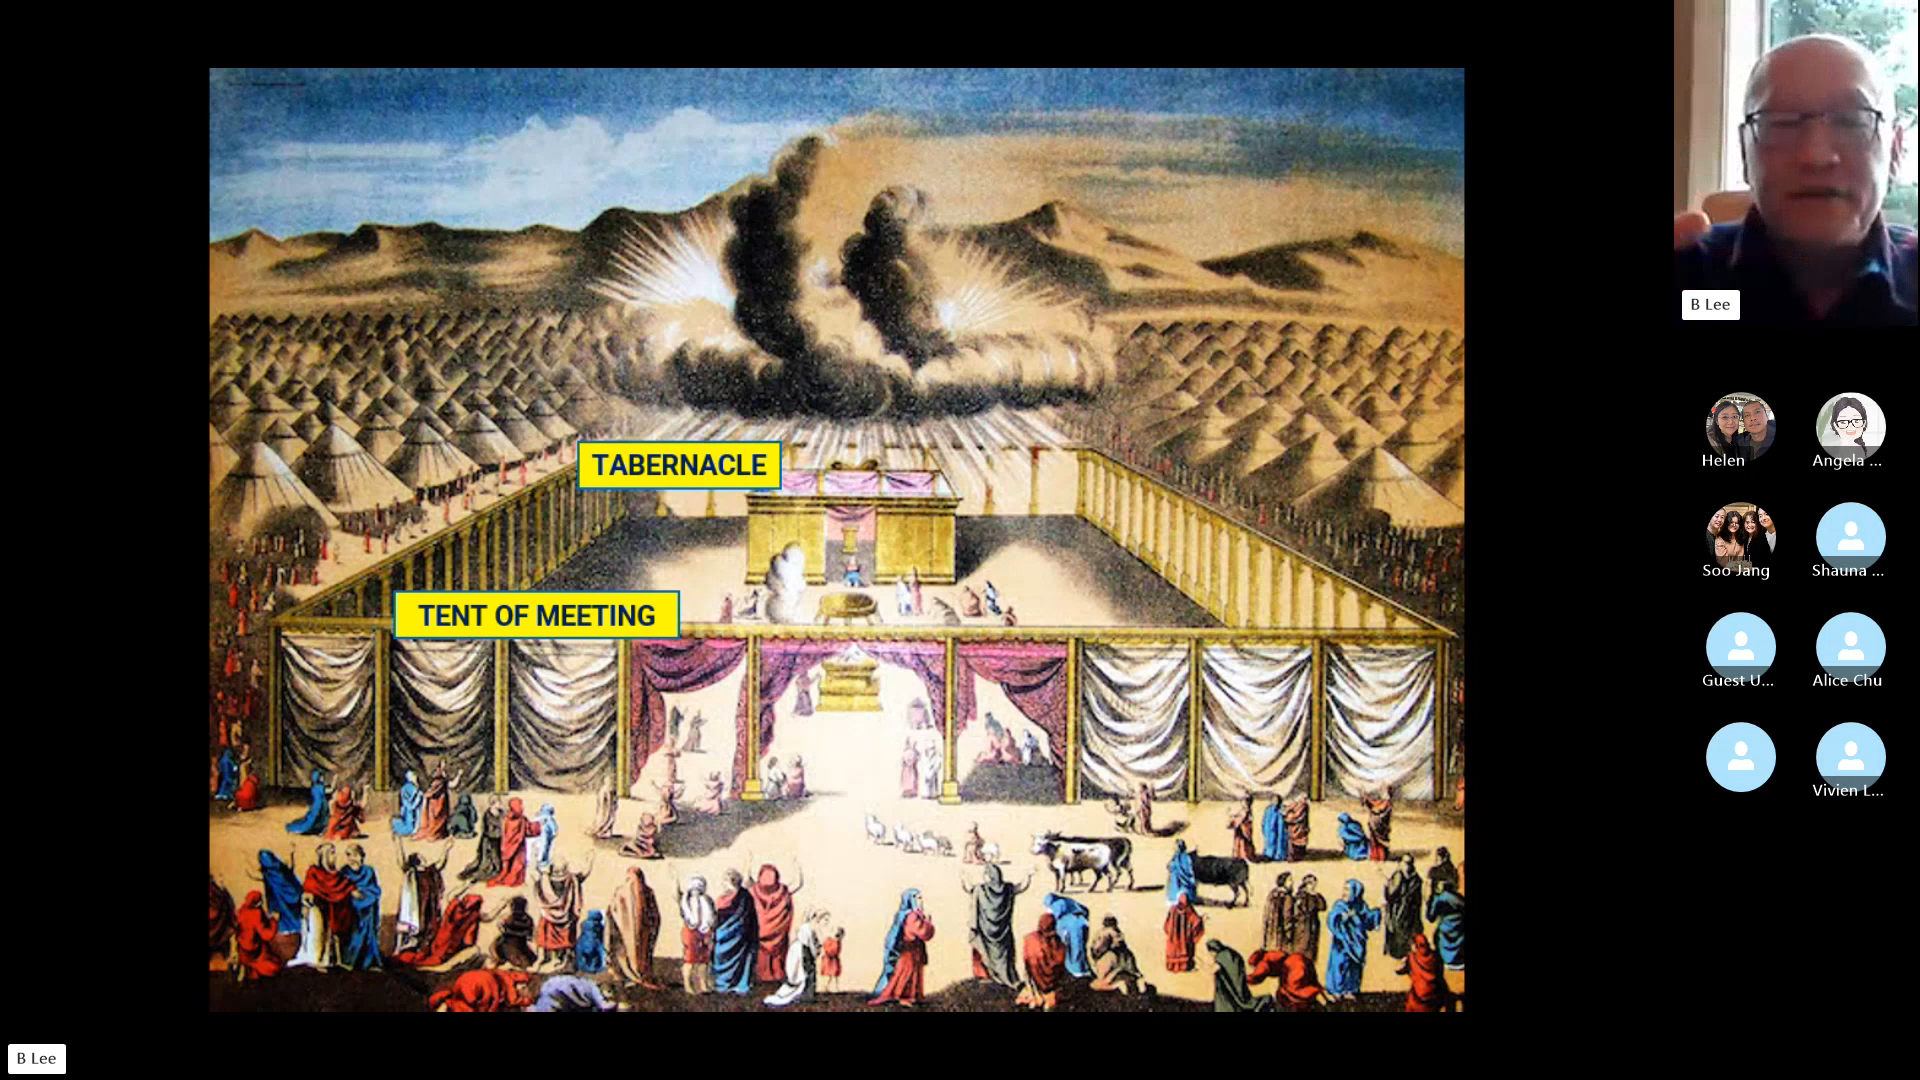 TABERNACLE
TENT OF MEETING
B Lee
Helen
Angela ...
Soo Jang
Shauna ...
Guest U...
Alice Chu
Vivien L...
B Lee